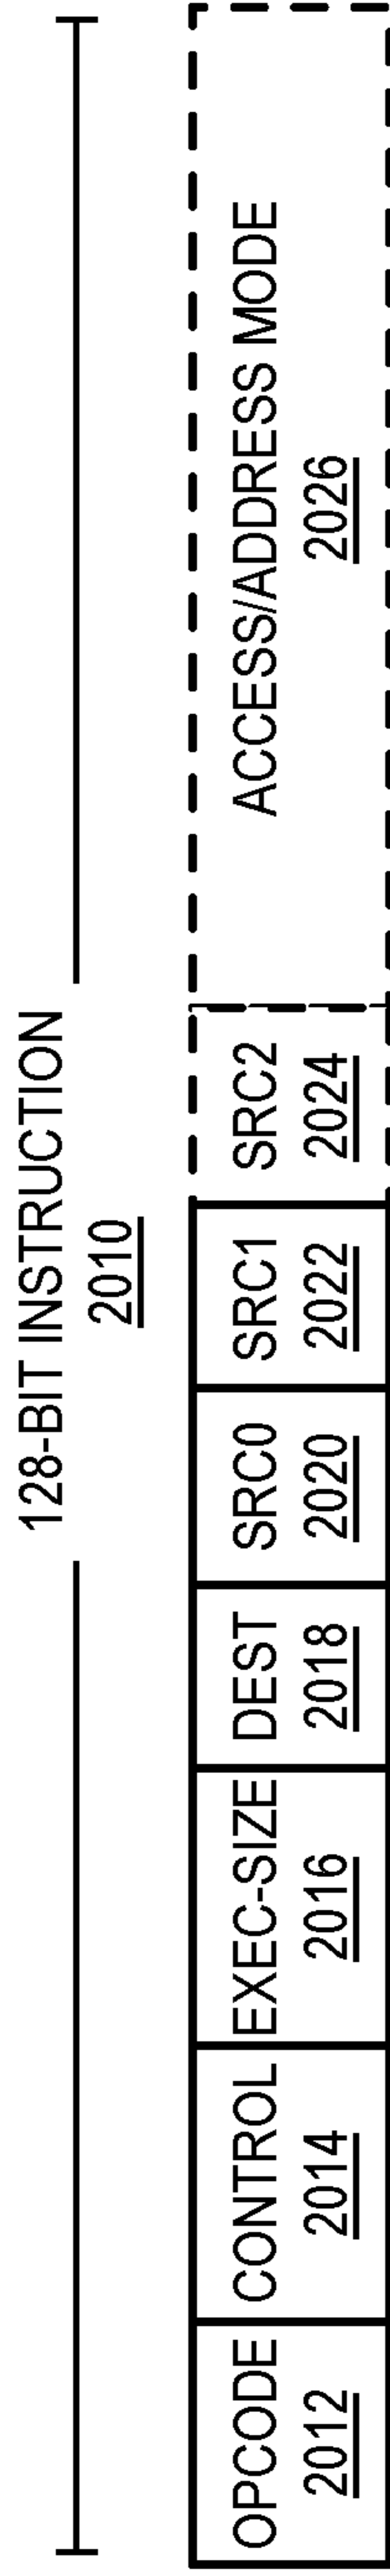 128-BIT INSTRUCTION
2010
OPCODE
2012
CONTROL
2014
EXEC-SIZE
2016
DEST
2018
SRC0
2020
SRC1
2022
SRC2
2024
ACCESS/ADDRESS MODE
2026